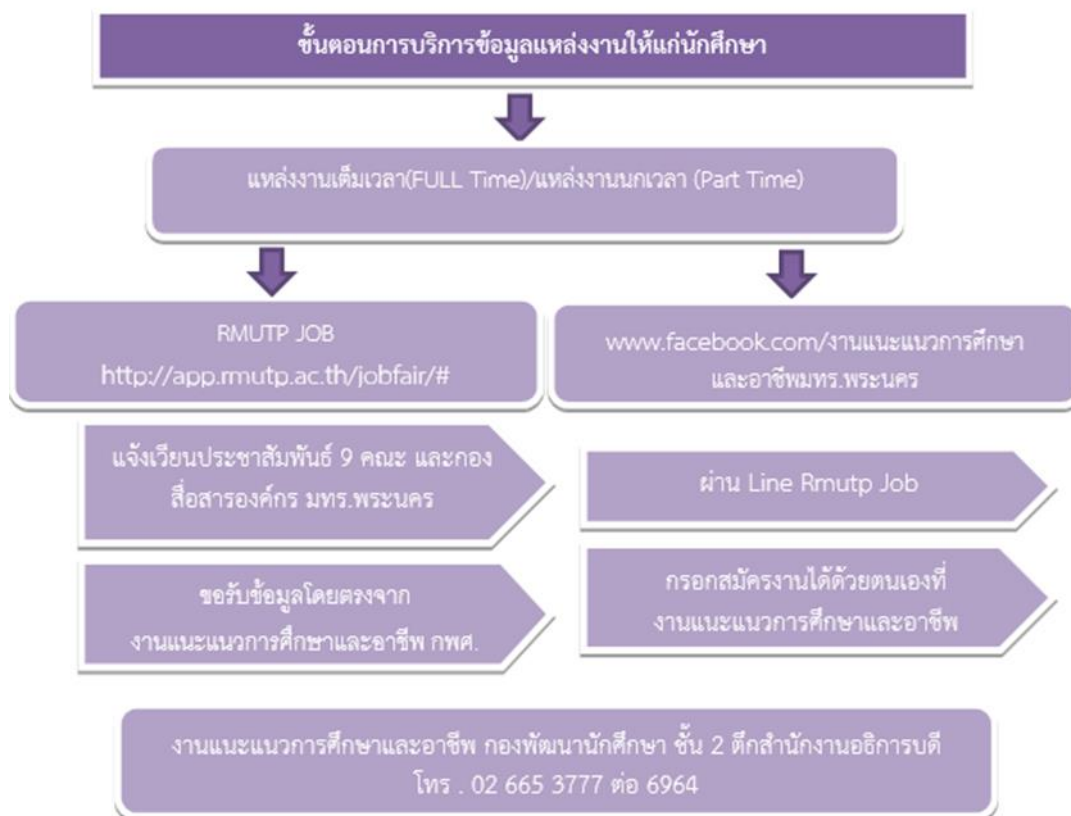 ขั้นตอนการบริการข้อมูลแหล่งงานให้แก่นักศึกษา
แหล่งงานเต็มเวลา(FULL Time)/แหล่งงานนกเวลา (Part Time)
RMUTP JOB
http://app.rmutp.ac.th/jobfair/#
www.facebook.com/งานแนะแนวการศึกษา
และอาชีพมทร.พระนคร
แจ้งเวียนประชาสัมพันธ์ 9 คณะ และกอง
สื่อสารองค์กร มทร.พระนคร
ผ่าน Line Rmutp Job
ขอรับข้อมูลโดยตรงจาก
งานแนะแนวการศึกษาและอาชีพ กพศ.
กรอกสมัครงานได้ด้วยตนเองที่
งานแนะแนวการศึกษาและอาชีพ
งานแนะแนวการศึกษาและอาชีพ กองพัฒนานักศึกษา ชั้น 2 ตึกสำนักงานอธิการบดี
โทร . 02 665 3777 ต่อ 6964